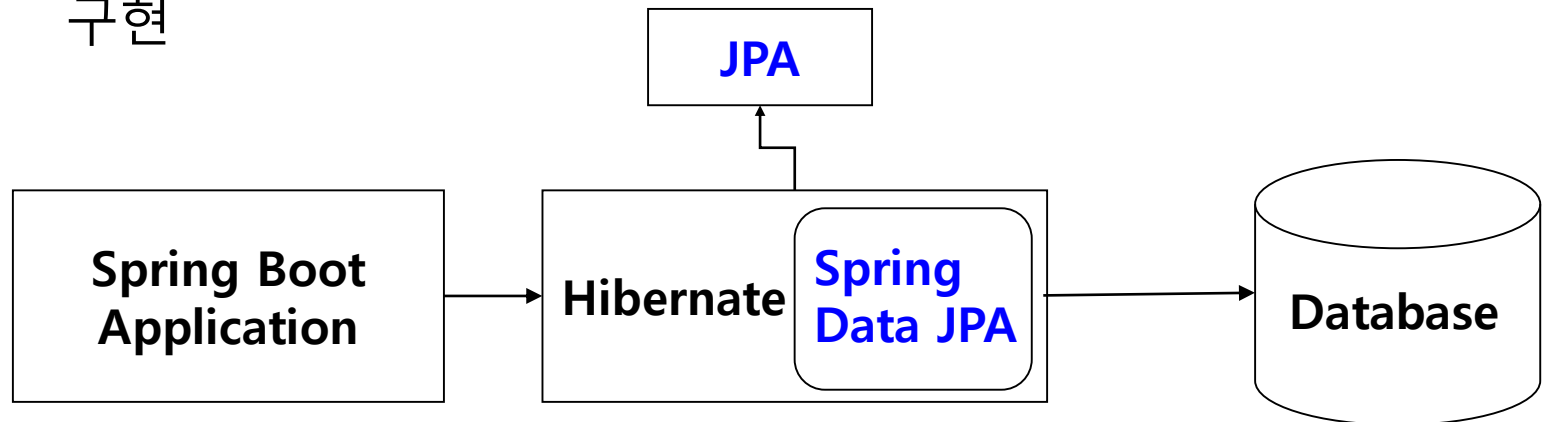 구현
JPA
Spring Boot
Application
Hibernate
Spring
Data JPA
Database